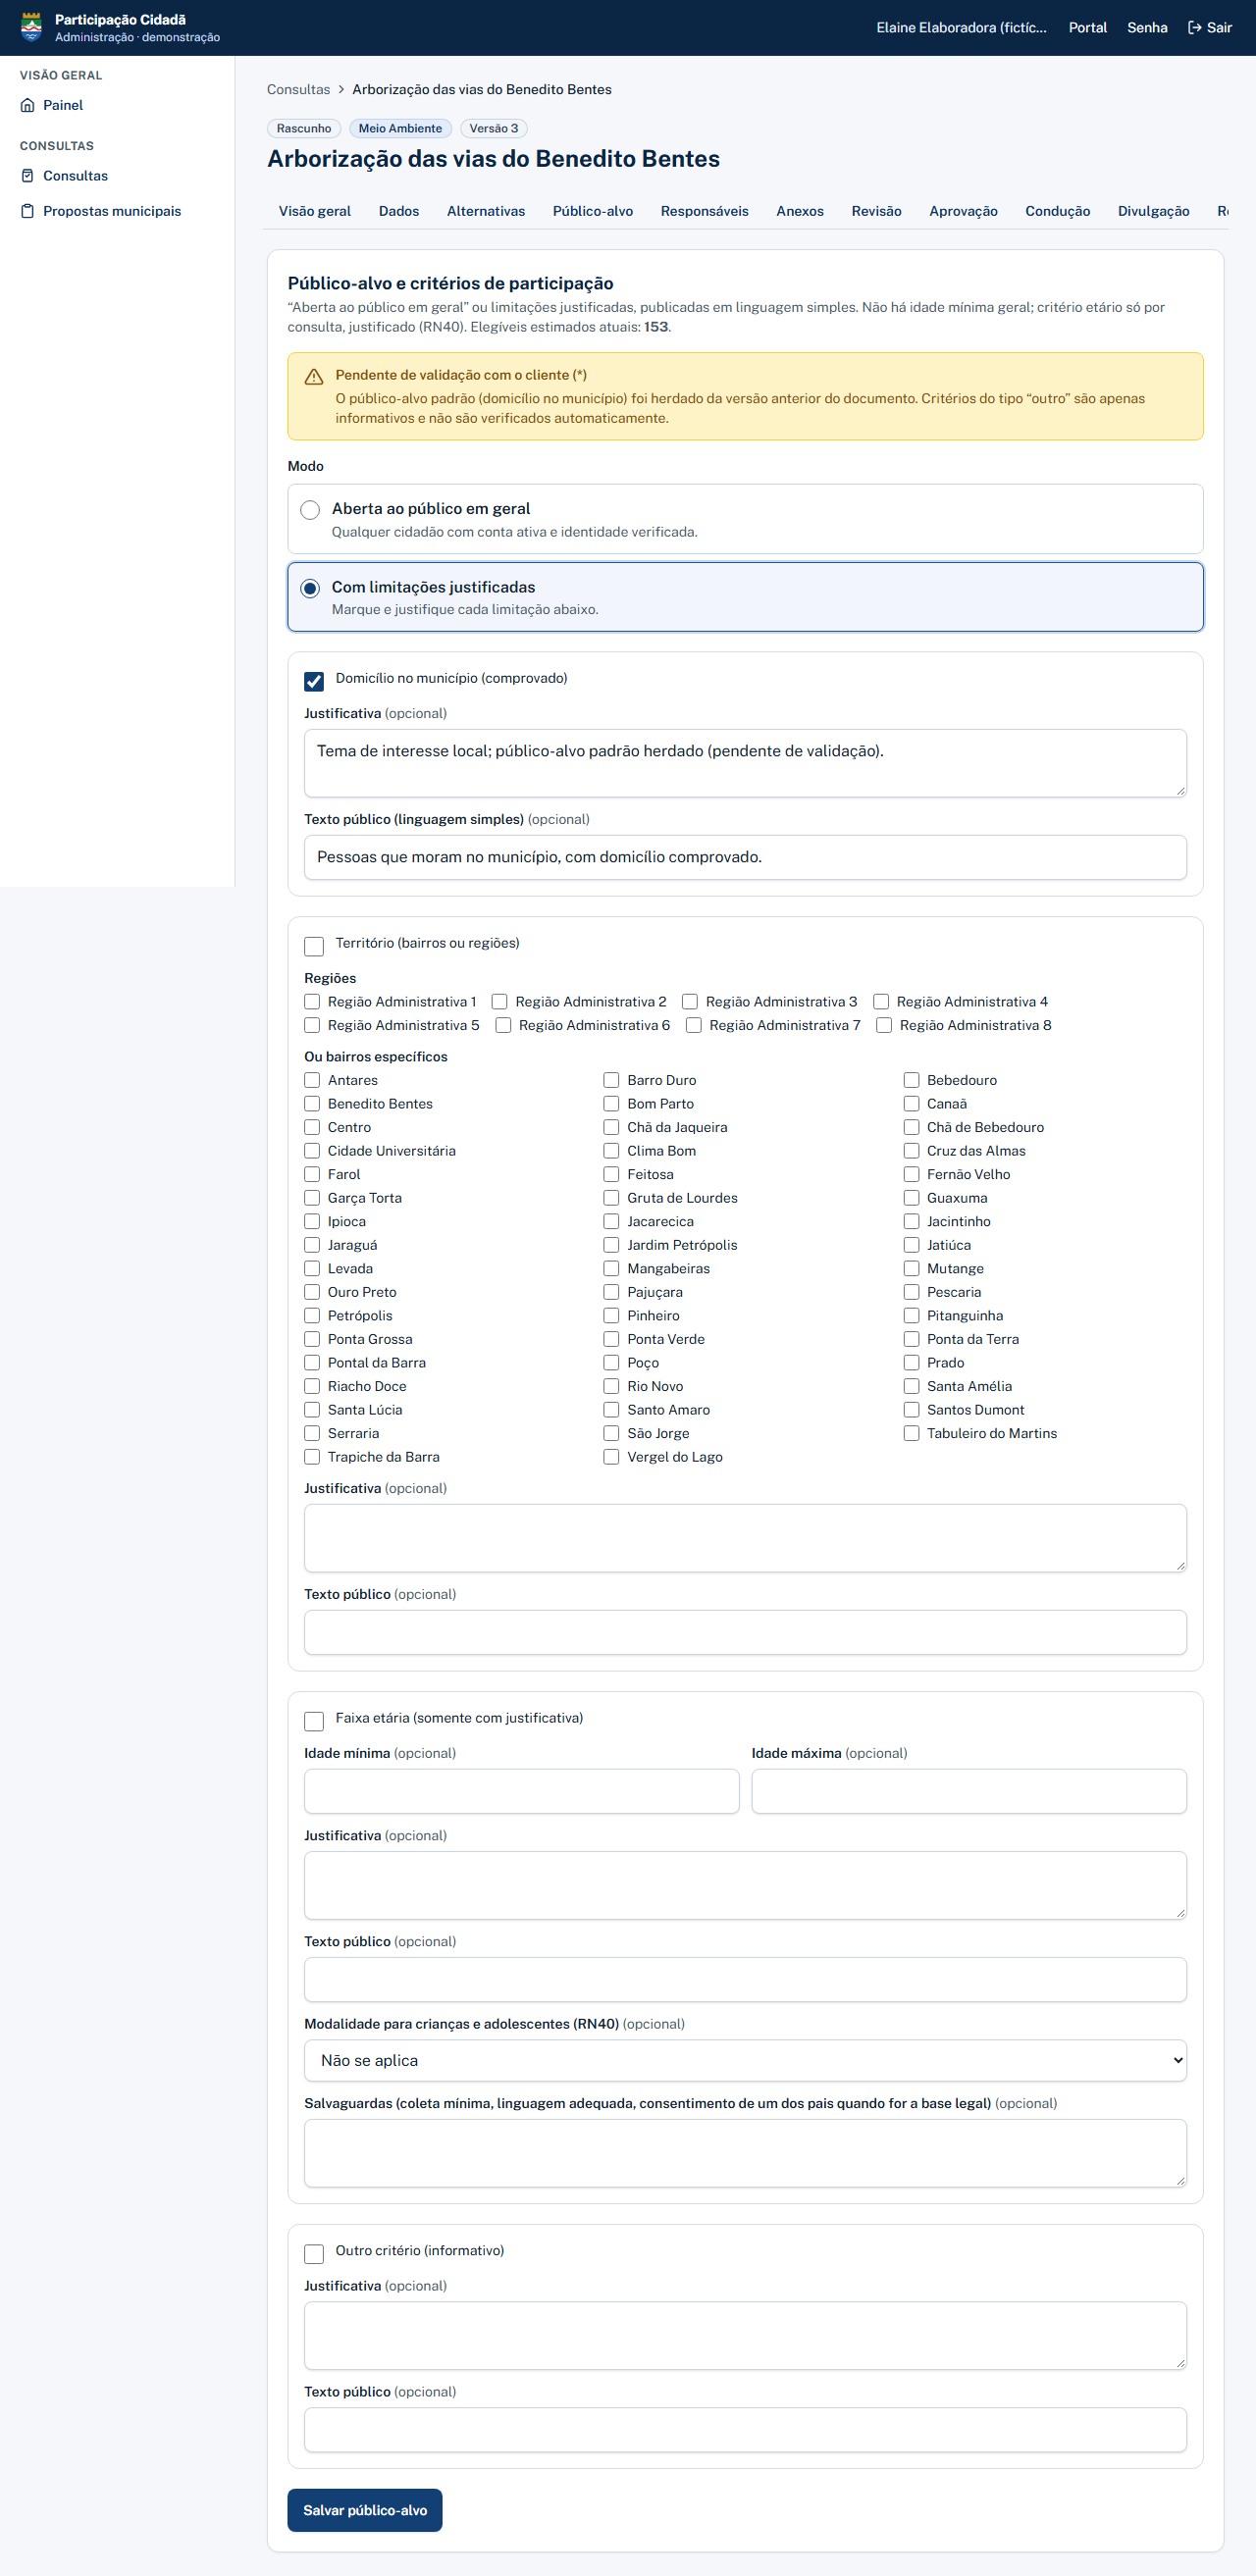 Participação Cidadã
Administração · demonstração
Elaine Elaboradora (fictíc...
Portal
Senha
Sair
VISÃO GERAL
Painel
CONSULTAS
Consultas
Propostas municipais
Consultas > Arborização das vias do Benedito Bentes
Rascunho
Meio Ambiente
Versão 3
Arborização das vias do Benedito Bentes
Visão geral
Dados
Alternativas
Público-alvo
Responsáveis
Anexos
Revisão
Aprovação
Condução
Divulgação
Público-alvo e critérios de participação
“Aberta ao público em geral” ou limitações justificadas, publicadas em linguagem simples. Não há idade mínima geral; critério etário só por
consulta, justificado (RN40). Elegíveis estimados atuais: 153.
Pendente de validação com o cliente (*)
O público-alvo padrão (domicílio no município) foi herdado da versão anterior do documento. Critérios do tipo “outro” são apenas
informativos e não são verificados automaticamente.
Modo
Aberta ao público em geral
Qualquer cidadão com conta ativa e identidade verificada.
Com limitações justificadas
Marque e justifique cada limitação abaixo.
Domicílio no município (comprovado)
Justificativa (opcional)
Tema de interesse local; público-alvo padrão herdado (pendente de validação).
Texto público (linguagem simples) (opcional)
Pessoas que moram no município, com domicílio comprovado.
Território (bairros ou regiões)
Regiões
Região Administrativa 1 Região Administrativa 2 Região Administrativa 3 Região Administrativa 4
Região Administrativa 5 Região Administrativa 6 Região Administrativa 7 Região Administrativa 8
Ou bairros específicos
Antares Barro Duro Bebedouro
Benedito Bentes Bom Parto Canaã
Centro Chã da Jaqueira Chã de Bebedouro
Cidade Universitária Clima Bom Cruz das Almas
Farol Feitosa Fernão Velho
Garça Torta Gruta de Lourdes Guaxuma
Ipioca Jacarecica Jacintinho
Jaraguá Jardim Petrópolis Jatiúca
Levada Mangabeiras Mutange
Ouro Preto Pajuçara Pescaria
Petrópolis Pinheiro Pitanguinha
Ponta Grossa Ponta Verde Ponta da Terra
Pontal da Barra Poço Prado
Riacho Doce Rio Novo Santa Amélia
Santa Lúcia Santo Amaro Santos Dumont
Serraria São Jorge Tabuleiro do Martins
Trapiche da Barra Vergel do Lago
Justificativa (opcional)
Texto público (opcional)
Faixa etária (somente com justificativa)
Idade mínima (opcional) Idade máxima (opcional)
Justificativa (opcional)
Texto público (opcional)
Modalidade para crianças e adolescentes (RN40) (opcional)
Não se aplica
Salvaguardas (coleta mínima, linguagem adequada, consentimento de um dos pais quando for a base legal) (opcional)
Outro critério (informativo)
Justificativa (opcional)
Texto público (opcional)
Salvar público-alvo